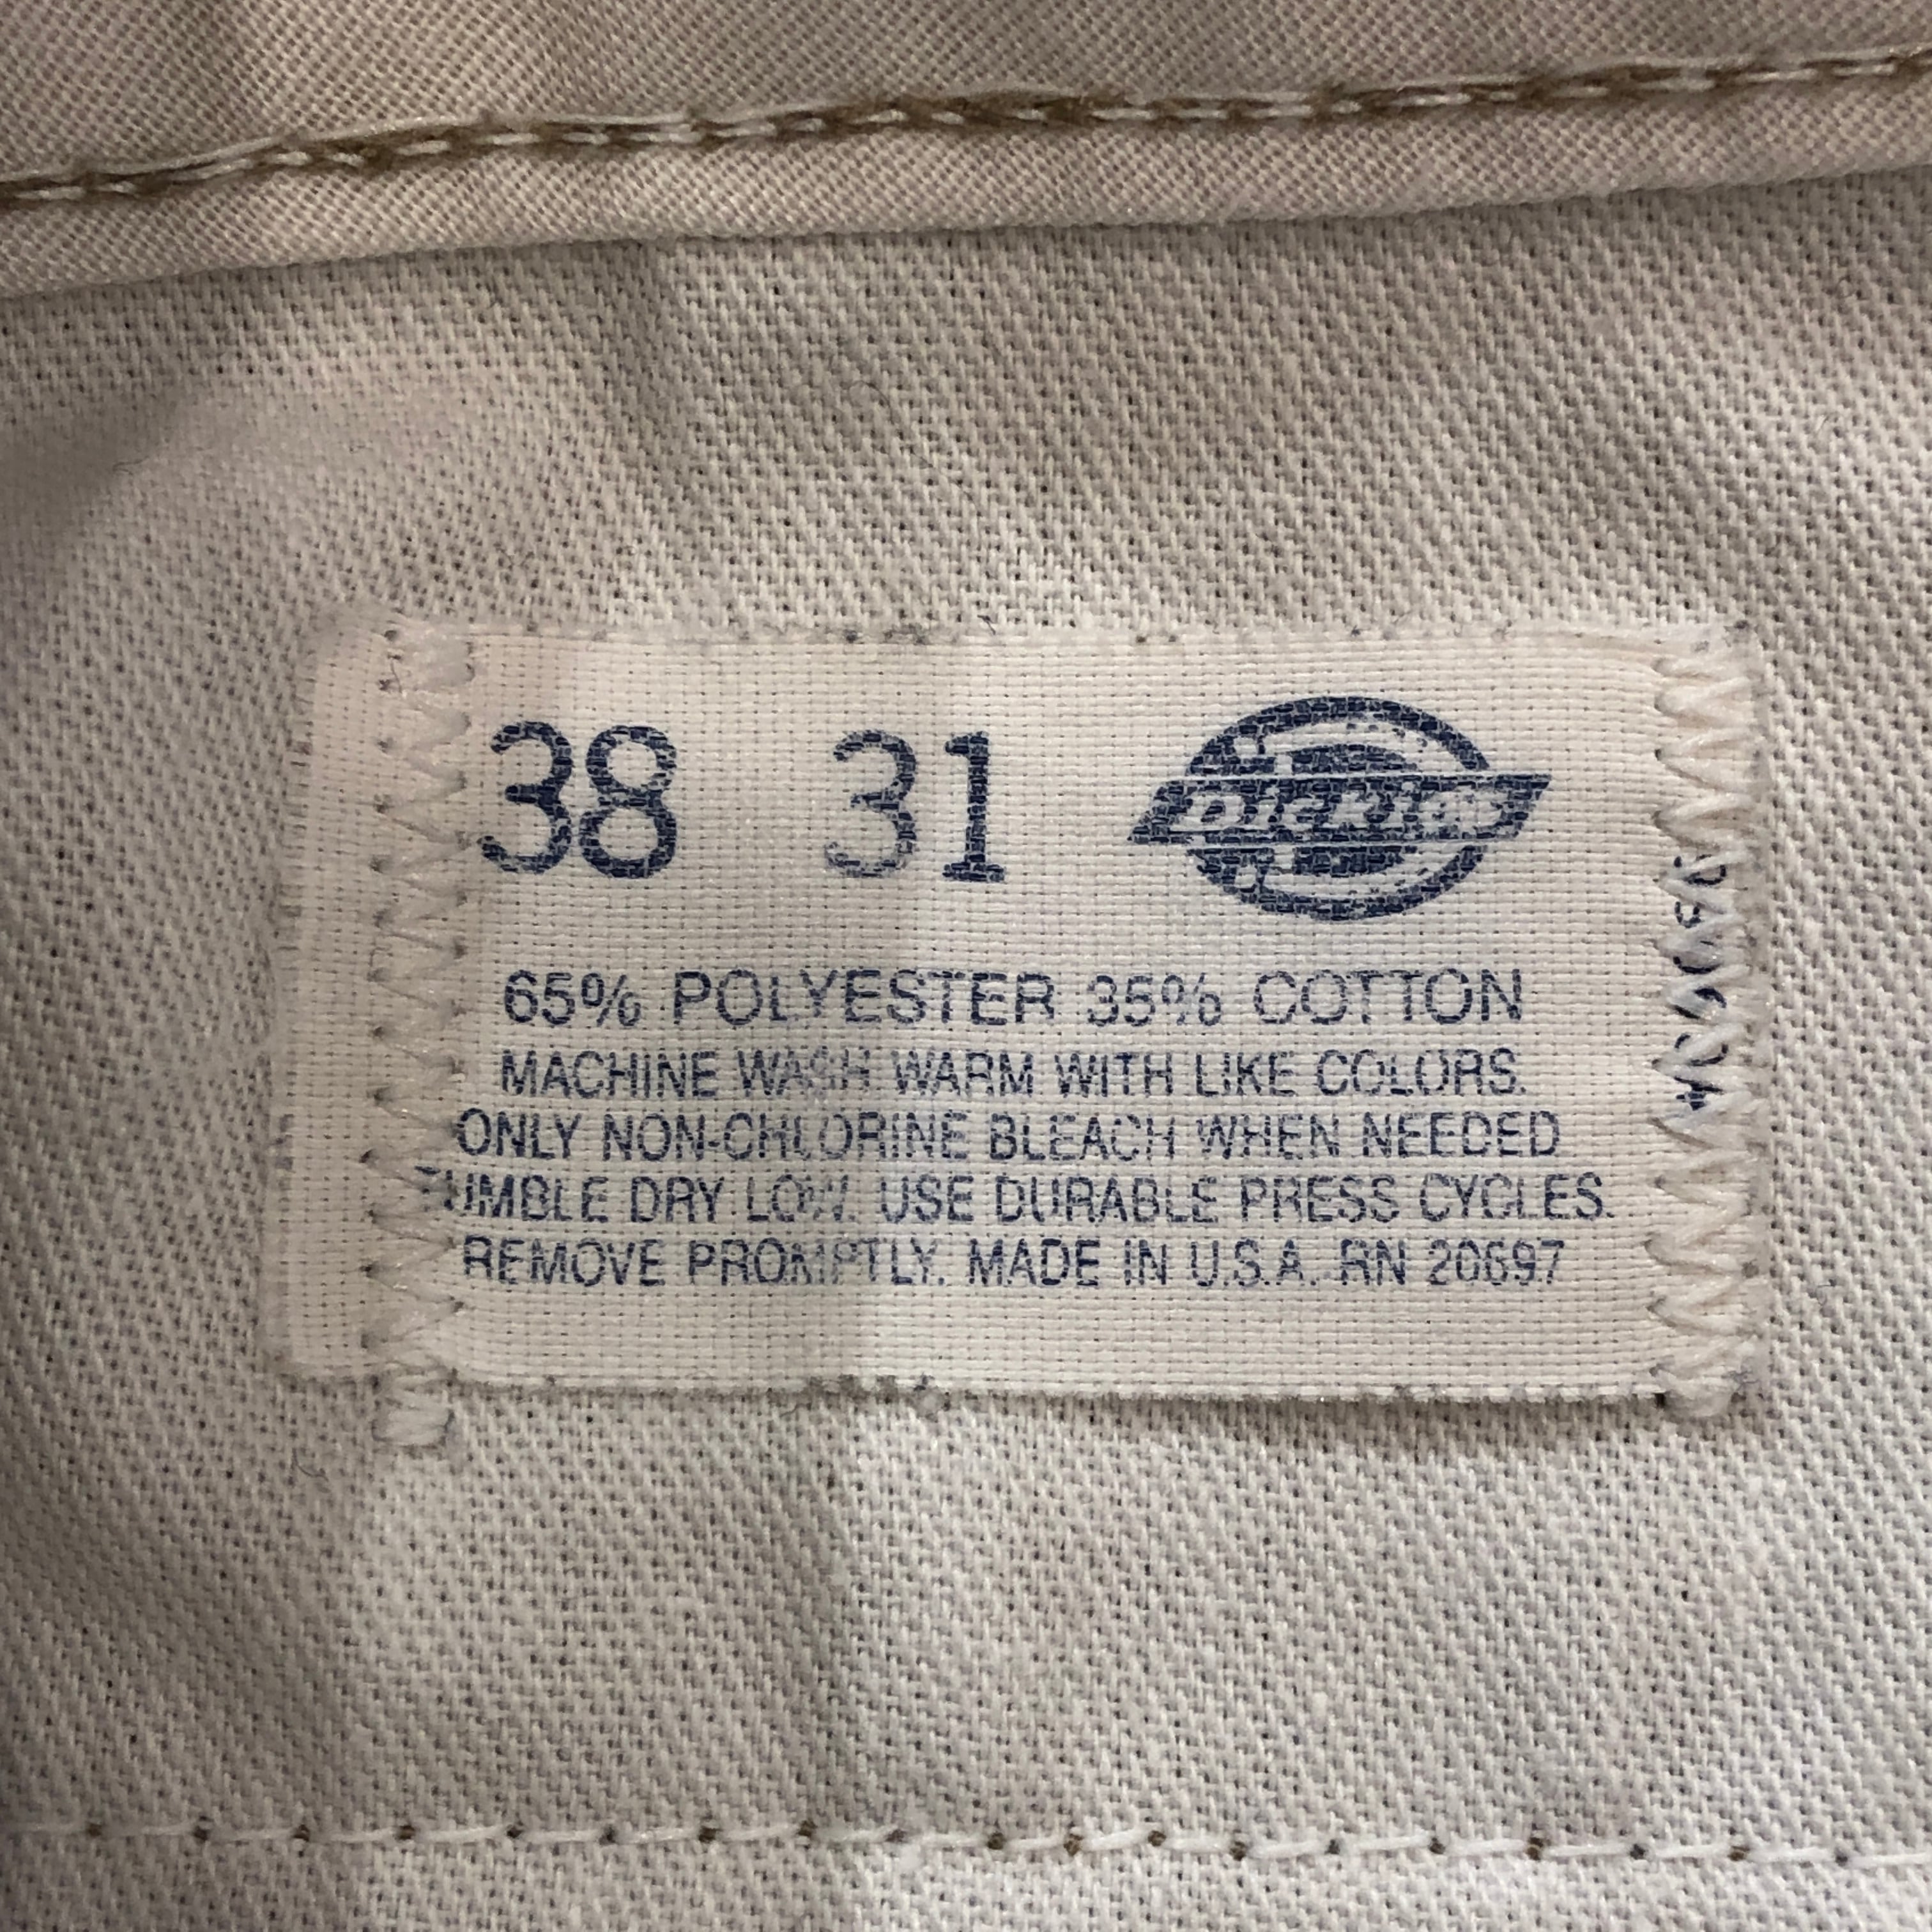 38 31 Dickies
65% POLYESTER 35% COTTON
MACHINE WASH WARM WITH LIKE COLORS.
ONLY NON-CHLORINE BLEACH WHEN NEEDED
TUMBLE DRY LOW. USE DURABLE PRESS CYCLES.
REMOVE PROMPTLY. MADE IN U.S.A. RN 20697